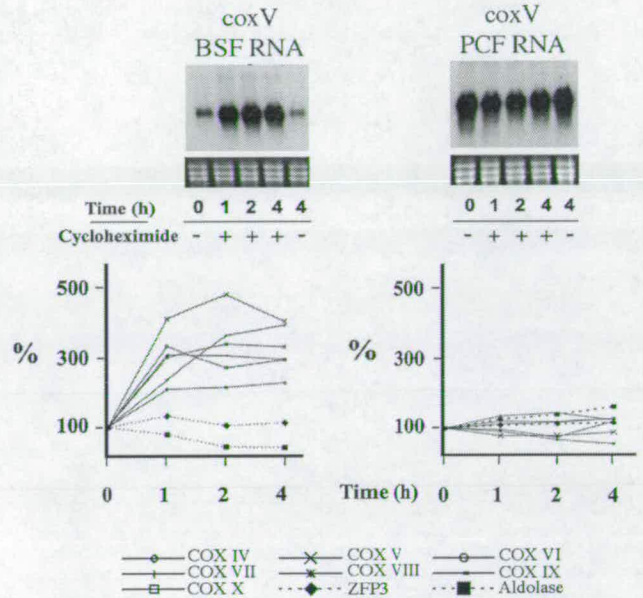 coxV
BSF RNA
coxV
PCF RNA
Time (h) 0 1 2 4 4
0 1 2 4 4
Cycloheximide - + + + -
- + + + -
500
300
100
%
0 1 2 4
500
300
100
%
Time (h) 0 1 2 4
COX IV COX V COX VI
COX VII COX VIII COX IX
COX X ZFP3 Aldolase